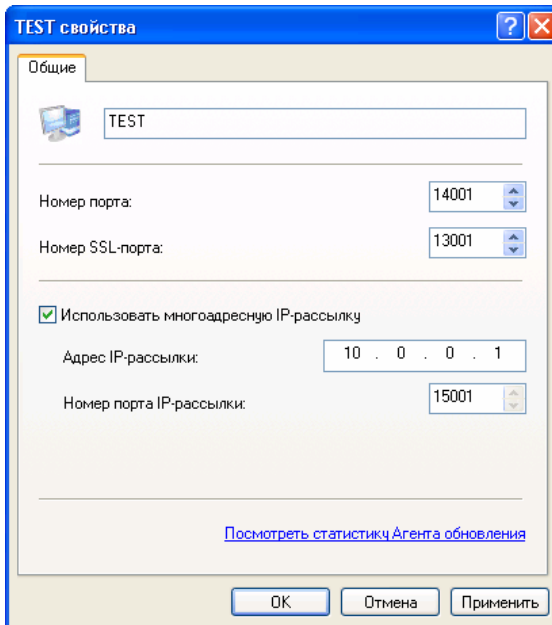 TEST свойства
Общие
TEST
Номер порта: 14001
Номер SSL-порта: 13001
Использовать многоадресную IP-рассылку
Адрес IP-рассылки: 10 . 0 . 0 . 1
Номер порта IP-рассылки: 15001
Посмотреть статистику Агента обновления
OK Отмена Применить